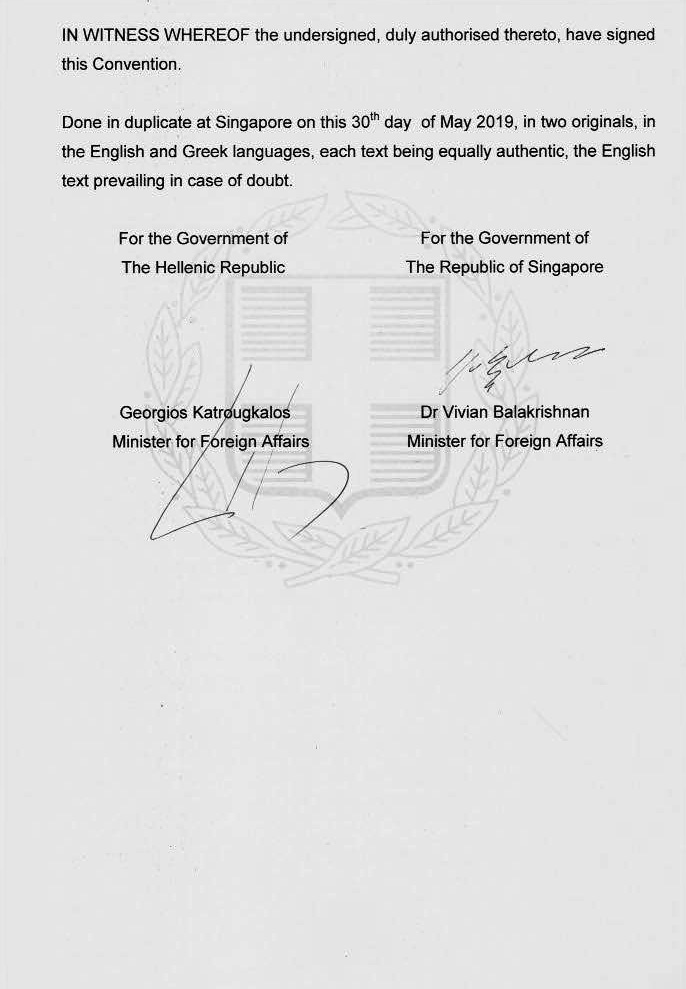 IN WITNESS WHEREOF the undersigned, duly authorised thereto, have signed
this Convention.
Done in duplicate at Singapore on this 30th day of May 2019, in two originals, in
the English and Greek languages, each text being equally authentic, the English
text prevailing in case of doubt.
For the Government of
The Hellenic Republic
Georgios Katrougkalos
Minister for Foreign Affairs
For the Government of
The Republic of Singapore
Dr Vivian Balakrishnan
Minister for Foreign Affairs